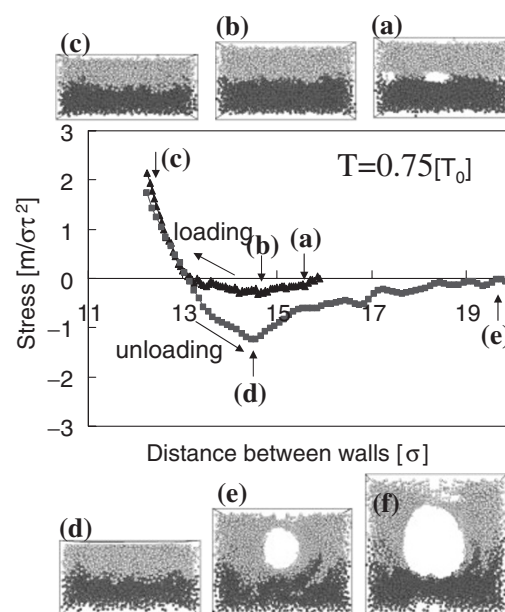 (c) (b) (a)
3
2
1
0
−1
−2
−3
11 13 15 17 19
Stress [m/στ²]
T=0.75[T₀]
(c)
loading
(b) (a)
unloading
(d)
(e)
Distance between walls [σ]
(d) (e) (f)